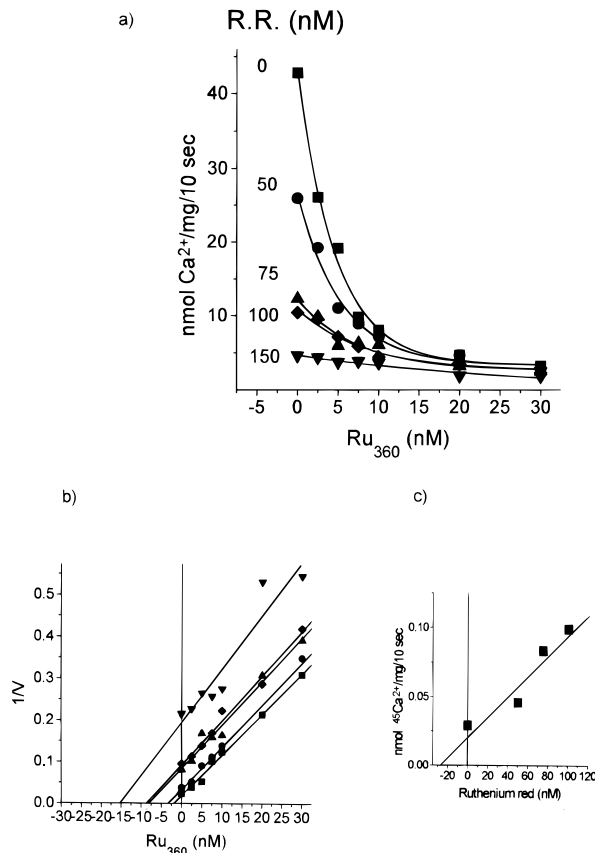 a)
R.R. (nM)
0
50
75
100
150
nmol Ca²⁺/mg/10 sec
40
30
20
10
-5 0 5 10 15 20 25 30
Ru₃₆₀ (nM)
b)
1/V
0.5
0.4
0.3
0.2
0.1
0.0
-30 -25 -20 -15 -10 -5 0 5 10 15 20 25 30
Ru₃₆₀ (nM)
c)
nmol ⁴⁵Ca²⁺/mg/10 sec
0.10
0.05
0.00
-40 -20 0 20 40 60 80 100 120
Ruthenium red (nM)